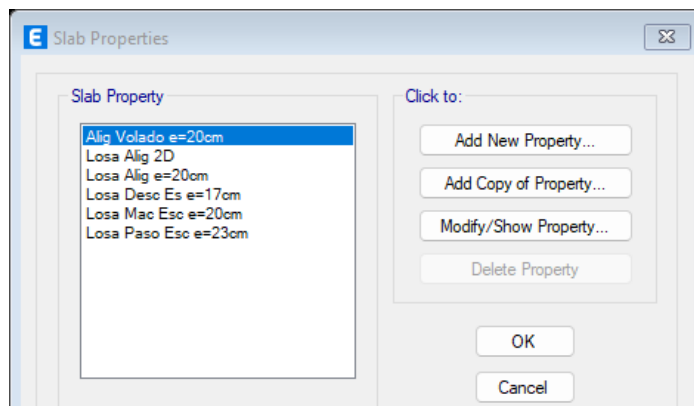 E Slab Properties
Slab Property
Alig Volado e=20cm
Losa Alig 2D
Losa Alig e=20cm
Losa Desc Es e=17cm
Losa Mac Esc e=20cm
Losa Paso Esc e=23cm
Click to:
Add New Property...
Add Copy of Property...
Modify/Show Property...
Delete Property
OK
Cancel